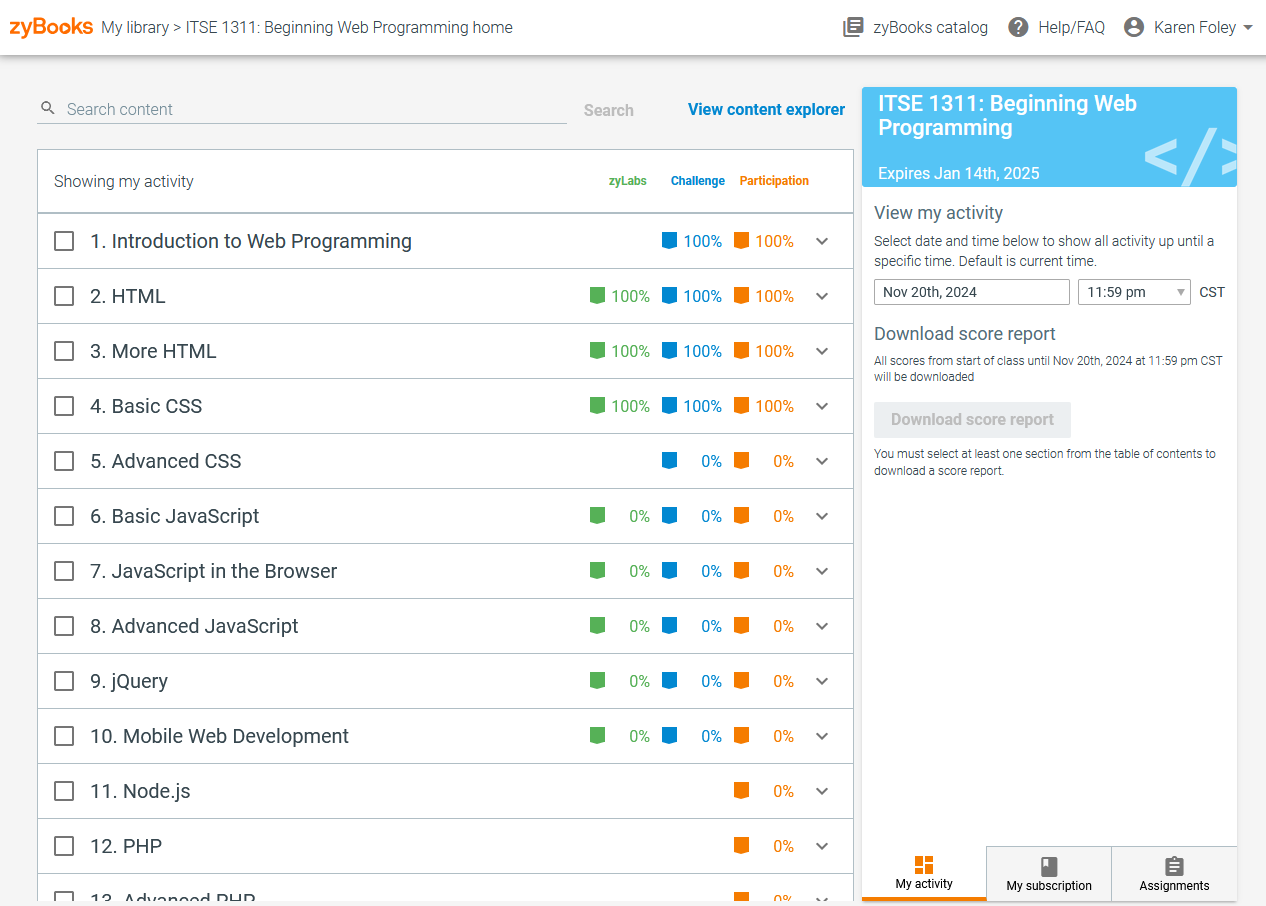 zyBooks My library > ITSE 1311: Beginning Web Programming home
zyBooks catalog
Help/FAQ
Karen Foley
Search content
Search
View content explorer
Showing my activity
zyLabs Challenge Participation
1. Introduction to Web Programming 100% 100%
2. HTML 100% 100% 100%
3. More HTML 100% 100% 100%
4. Basic CSS 100% 100% 100%
5. Advanced CSS 0% 0%
6. Basic JavaScript 0% 0% 0%
7. JavaScript in the Browser 0% 0% 0%
8. Advanced JavaScript 0% 0% 0%
9. jQuery 0% 0% 0%
10. Mobile Web Development 0% 0% 0%
11. Node.js 0%
12. PHP 0%
13. Advanced PHP 0%
ITSE 1311: Beginning Web
Programming
</>
Expires Jan 14th, 2025
View my activity
Select date and time below to show all activity up until a
specific time. Default is current time.
Nov 20th, 2024 11:59 pm CST
Download score report
All scores from start of class until Nov 20th, 2024 at 11:59 pm CST
will be downloaded
Download score report
You must select at least one section from the table of contents to
download a score report.
My activity
My subscription
Assignments